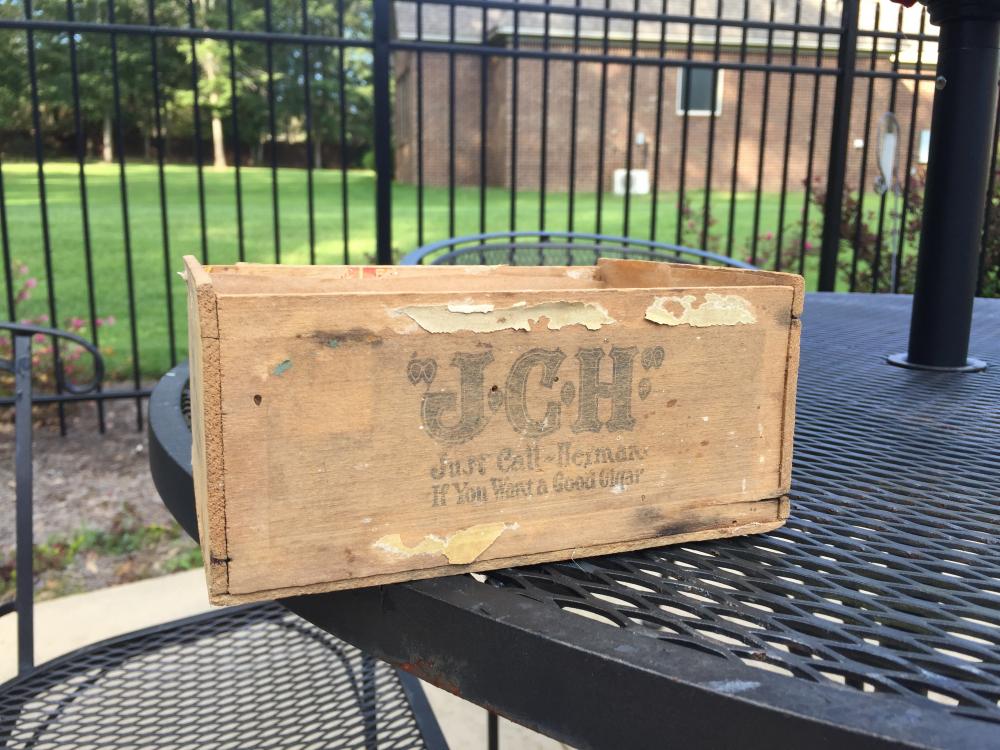 "J·C·H"
Just Call-Herman
If You Want a Good Cigar